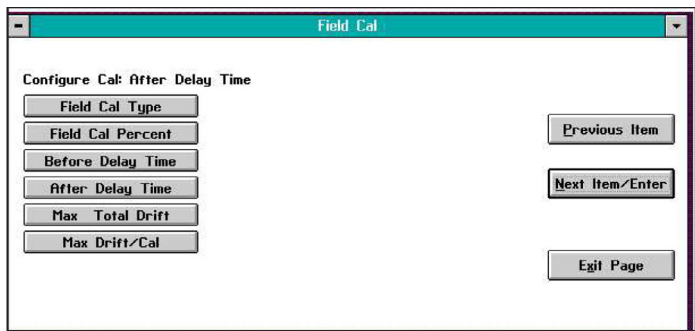 Field Cal
Configure Cal: After Delay Time
Field Cal Type
Field Cal Percent
Before Delay Time
After Delay Time
Max Total Drift
Max Drift/Cal
Previous Item
Next Item/Enter
Exit Page